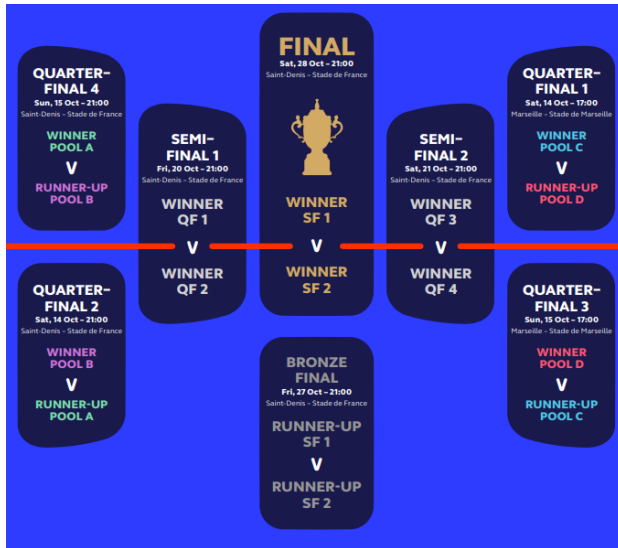 QUARTER-
FINAL 4
Sun, 15 Oct – 21:00
Saint-Denis – Stade de France
WINNER
POOL A
V
RUNNER-UP
POOL B
QUARTER-
FINAL 2
Sat, 14 Oct – 21:00
Saint-Denis – Stade de France
WINNER
POOL B
V
RUNNER-UP
POOL A
SEMI-
FINAL 1
Fri, 20 Oct – 21:00
Saint-Denis – Stade de France
WINNER
QF 1
V
WINNER
QF 2
FINAL
Sat, 28 Oct – 21:00
Saint-Denis – Stade de France
WINNER
SF 1
V
WINNER
SF 2
BRONZE
FINAL
Fri, 27 Oct – 21:00
Saint-Denis – Stade de France
RUNNER-UP
SF 1
V
RUNNER-UP
SF 2
SEMI-
FINAL 2
Sat, 21 Oct – 21:00
Saint-Denis – Stade de France
WINNER
QF 3
V
WINNER
QF 4
QUARTER-
FINAL 1
Sat, 14 Oct – 17:00
Marseille – Stade de Marseille
WINNER
POOL C
V
RUNNER-UP
POOL D
QUARTER-
FINAL 3
Sun, 15 Oct – 17:00
Marseille – Stade de Marseille
WINNER
POOL D
V
RUNNER-UP
POOL C